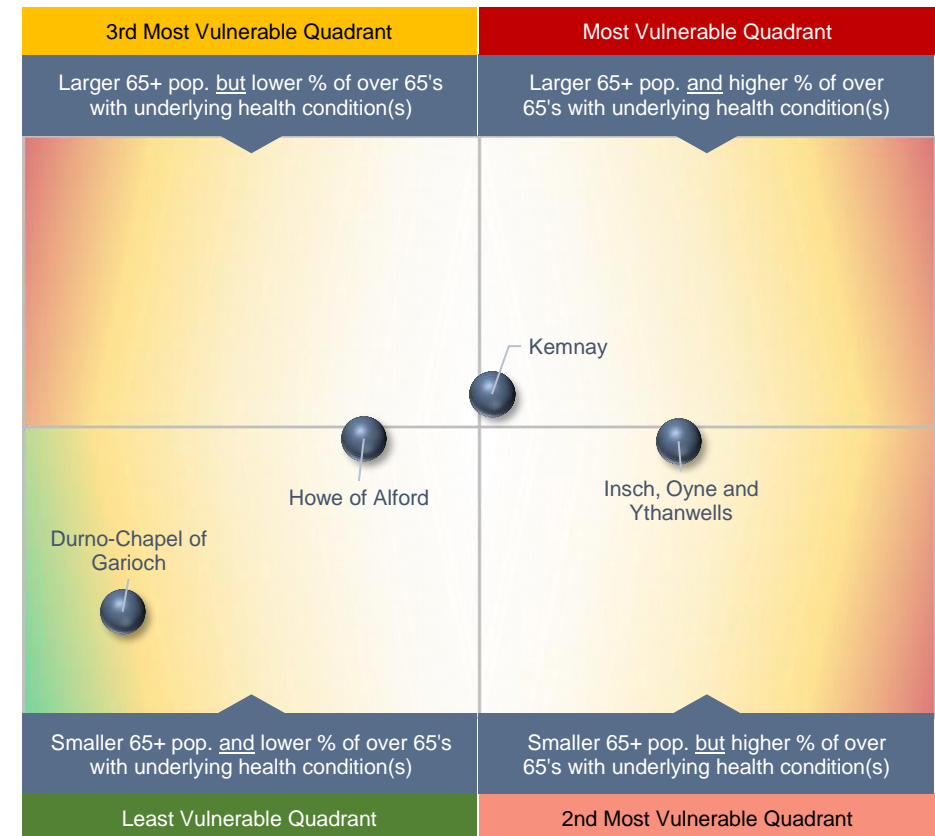 3rd Most Vulnerable Quadrant
Most Vulnerable Quadrant
Larger 65+ pop. but lower % of over 65's
with underlying health condition(s)
Larger 65+ pop. and higher % of over
65's with underlying health condition(s)
Kemnay
Howe of Alford
Insch, Oyne and
Ythanwells
Durno-Chapel of
Garioch
Smaller 65+ pop. and lower % of over 65's
with underlying health condition(s)
Smaller 65+ pop. but higher % of over
65's with underlying health condition(s)
Least Vulnerable Quadrant
2nd Most Vulnerable Quadrant